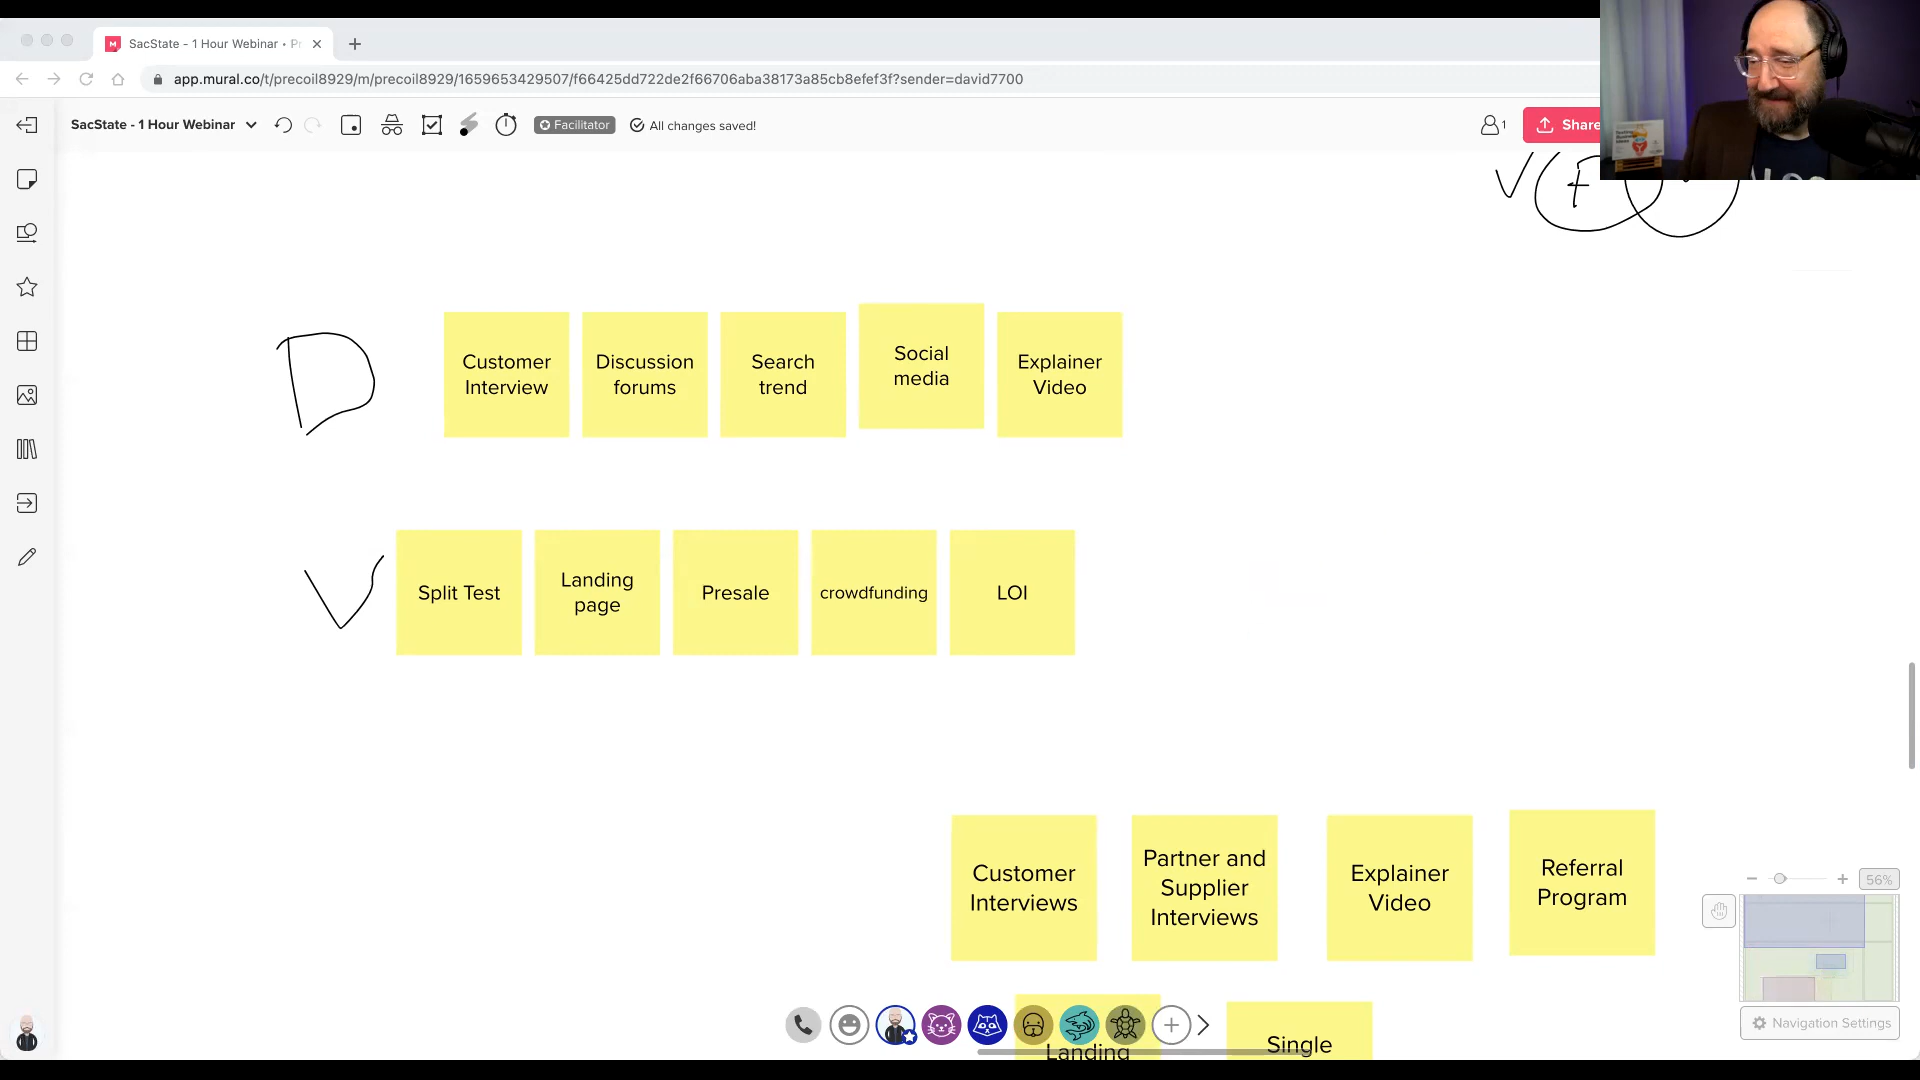 SacState - 1 Hour Webinar • Pr
app.mural.co/t/precoil8929/m/precoil8929/1659653429507/f66425dd722de2f66706aba38173a85cb8efef3f?sender=david7700
SacState - 1 Hour Webinar
Facilitator
All changes saved!
1
Share
V
F
D
Customer
Interview
Discussion
forums
Search
trend
Social
media
Explainer
Video
V
Split Test
Landing
page
Presale
crowdfunding
LOI
Customer
Interviews
Partner and
Supplier
Interviews
Explainer
Video
Referral
Program
56%
Landing
Single
Navigation Settings